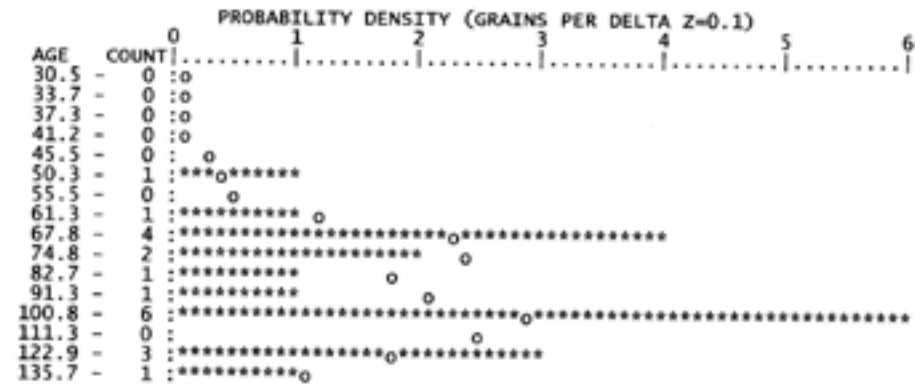 PROBABILITY DENSITY (GRAINS PER DELTA Z=0.1)
0 1 2 3 4 5 6
AGE COUNT|.........|.........|.........|.........|.........|.........|
30.5 - 0 :o
33.7 - 0 :o
37.3 - 0 :o
41.2 - 0 :o
45.5 - 0 : o
50.3 - 1 :***o******
55.5 - 0 : o
61.3 - 1 :********** o
67.8 - 4 :**********************o*****************
74.8 - 2 :******************** o
82.7 - 1 :********** o
91.3 - 1 :********** o
100.8 - 6 :****************************o*******************************
111.3 - 0 : o
122.9 - 3 :*****************o************
135.7 - 1 :**********o